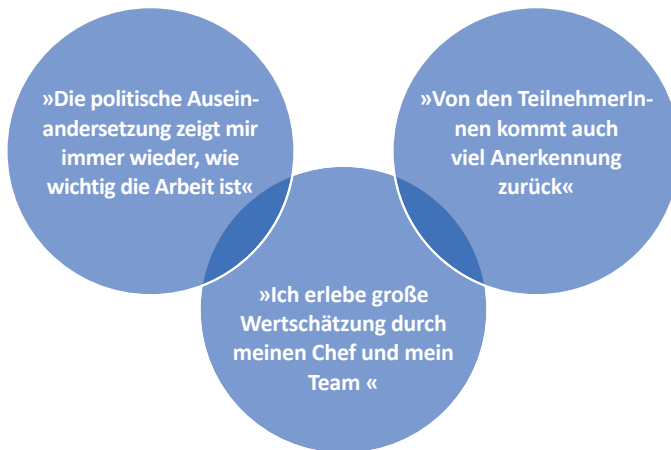 »Die politische Ausein-
andersetzung zeigt mir
immer wieder, wie
wichtig die Arbeit ist«
»Von den TeilnehmerIn-
nen kommt auch
viel Anerkennung
zurück«
»Ich erlebe große
Wertschätzung durch
meinen Chef und mein
Team «